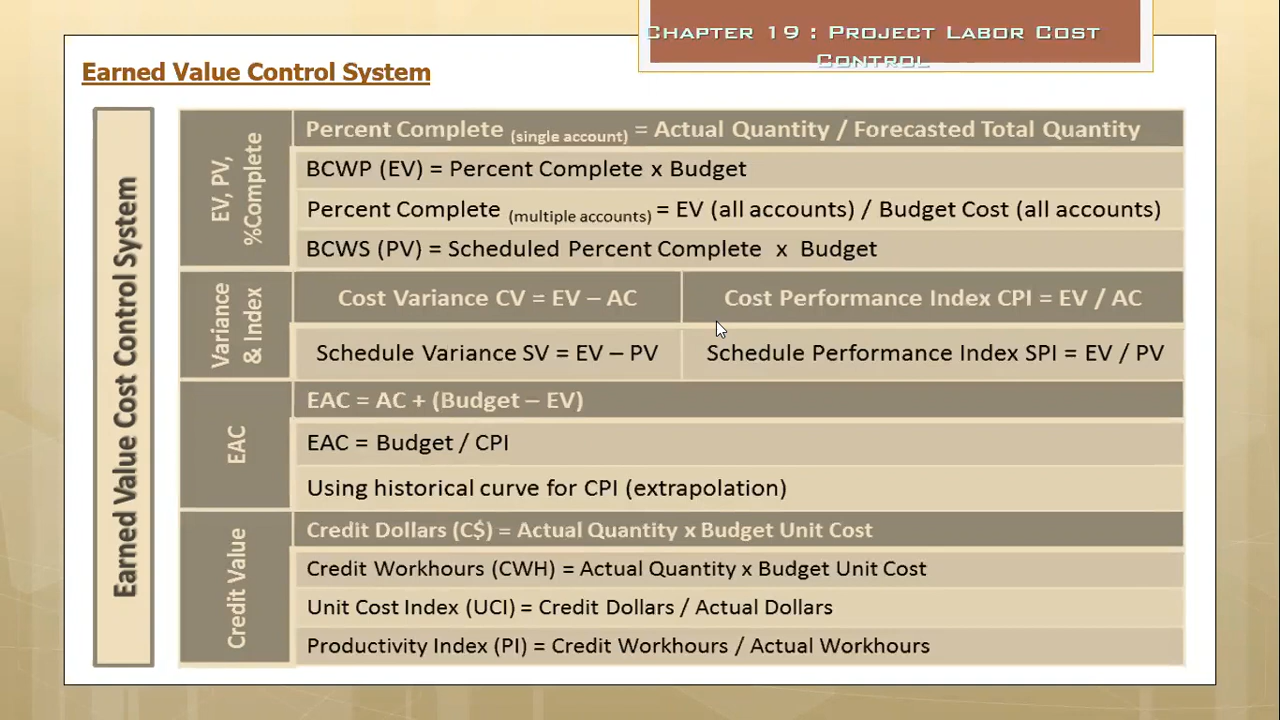 Chapter 19 : Project Labor Cost
Control
Earned Value Control System
Earned Value Cost Control System
EV, PV,
%Complete
Percent Complete (single account) = Actual Quantity / Forecasted Total Quantity
BCWP (EV) = Percent Complete x Budget
Percent Complete (multiple accounts) = EV (all accounts) / Budget Cost (all accounts)
BCWS (PV) = Scheduled Percent Complete x Budget
Variance
& Index
Cost Variance CV = EV – AC
Cost Performance Index CPI = EV / AC
Schedule Variance SV = EV – PV
Schedule Performance Index SPI = EV / PV
EAC
EAC = AC + (Budget – EV)
EAC = Budget / CPI
Using historical curve for CPI (extrapolation)
Credit Value
Credit Dollars (C$) = Actual Quantity x Budget Unit Cost
Credit Workhours (CWH) = Actual Quantity x Budget Unit Cost
Unit Cost Index (UCI) = Credit Dollars / Actual Dollars
Productivity Index (PI) = Credit Workhours / Actual Workhours